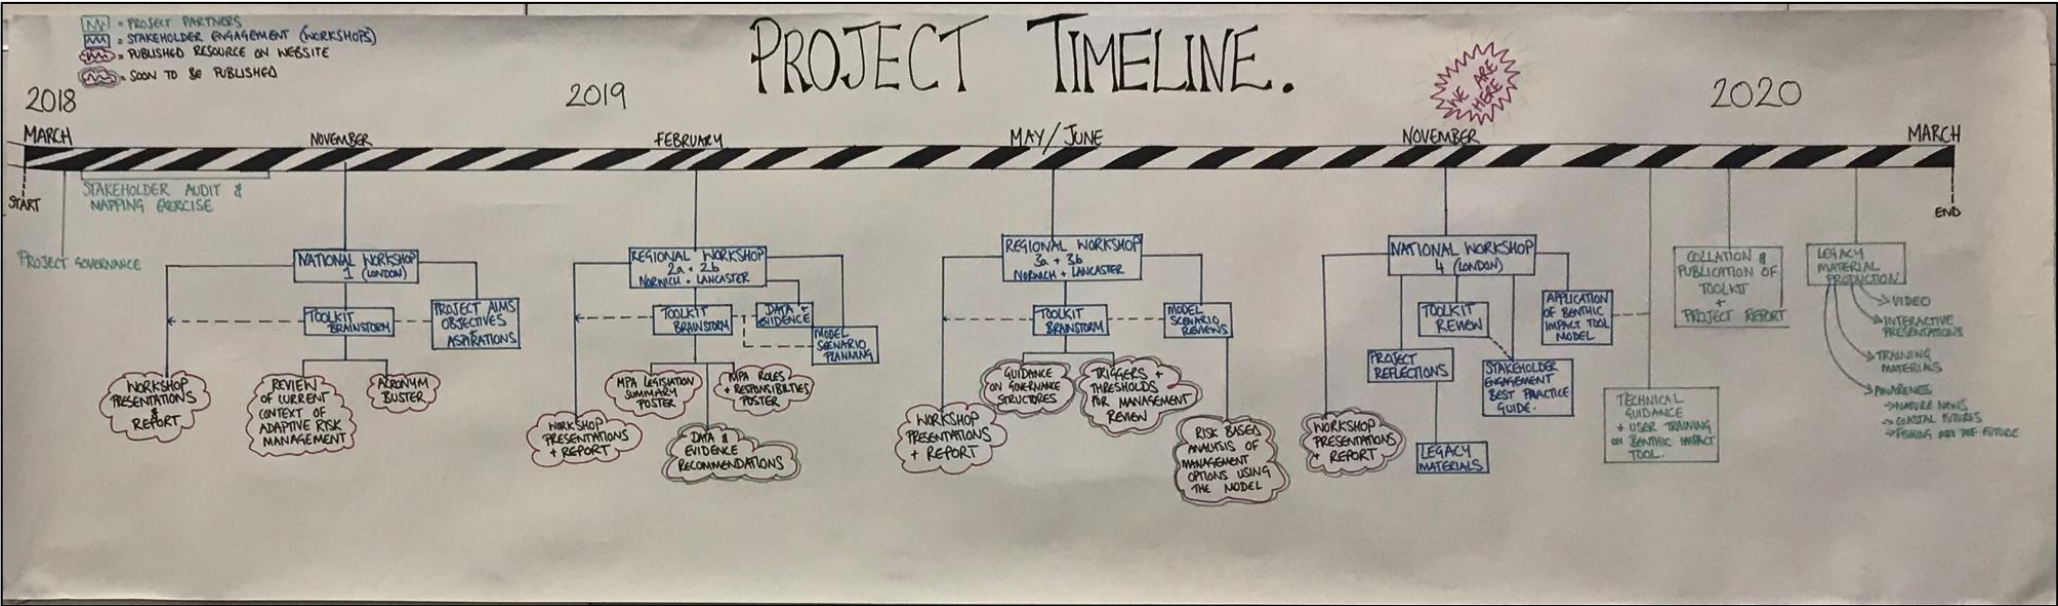 PROJECT TIMELINE.
= PROJECT PARTNERS
= STAKEHOLDER ENGAGEMENT (WORKSHOPS)
= PUBLISHED RESOURCE ON WEBSITE
= SOON TO BE PUBLISHED
2018
2019
WE ARE
HERE
2020
MARCH
NOVEMBER
FEBRUARY
MAY/JUNE
NOVEMBER
MARCH
START
STAKEHOLDER AUDIT &
MAPPING EXERCISE
PROJECT GOVERNANCE
END
NATIONAL WORKSHOP
1 (LONDON)
TOOLKIT
BRAINSTORM
PROJECT AIMS
OBJECTIVES
+
ASPIRATIONS
WORKSHOP
PRESENTATIONS
&
REPORT
REVIEW
OF CURRENT
CONTEXT OF
ADAPTIVE RISK
MANAGEMENT
ACRONYM
BUSTER
REGIONAL WORKSHOP
2a + 2b
NORWICH + LANCASTER
TOOLKIT
BRAINSTORM
DATA +
EVIDENCE
MODEL
SCENARIO
PLANNING
WORKSHOP
PRESENTATIONS
+ REPORT
MPA LEGISLATION
SUMMARY
POSTER
MPA ROLES
+ RESPONSIBILTIES
POSTER
DATA &
EVIDENCE
RECOMMENDATIONS
REGIONAL WORKSHOP
3a + 3b
NORWICH + LANCASTER
TOOLKIT
BRAINSTORM
MODEL
SCENARIO
REVIEWS
WORKSHOP
PRESENTATIONS
+ REPORT
GUIDANCE
ON GOVERNANCE
STRUCTURES
TRIGGERS +
THRESHOLDS
FOR MANAGEMENT
REVIEW
RISK BASED
ANALYSIS OF
MANAGEMENT
OPTIONS USING
THE MODEL
NATIONAL WORKSHOP
4 (LONDON)
TOOLKIT
REVIEW
APPLICATION
OF BENTHIC
IMPACT TOOL
MODEL
PROJECT
REFLECTIONS
STAKEHOLDER
ENGAGEMENT
BEST PRACTICE
GUIDE.
WORKSHOP
PRESENTATIONS
+ REPORT
LEGACY
MATERIALS
TECHNICAL
GUIDANCE
+ USER TRAINING
ON BENTHIC IMPACT
TOOL.
COLLATION &
PUBLICATION OF
TOOLKIT
+
PROJECT REPORT
LEGACY
MATERIAL
PRODUCTION
VIDEO
INTERACTIVE
PRESENTATIONS
TRAINING
MATERIALS
AWARENESS
NATURE NEWS
COASTAL FUTURES
FISHING INTO THE FUTURE